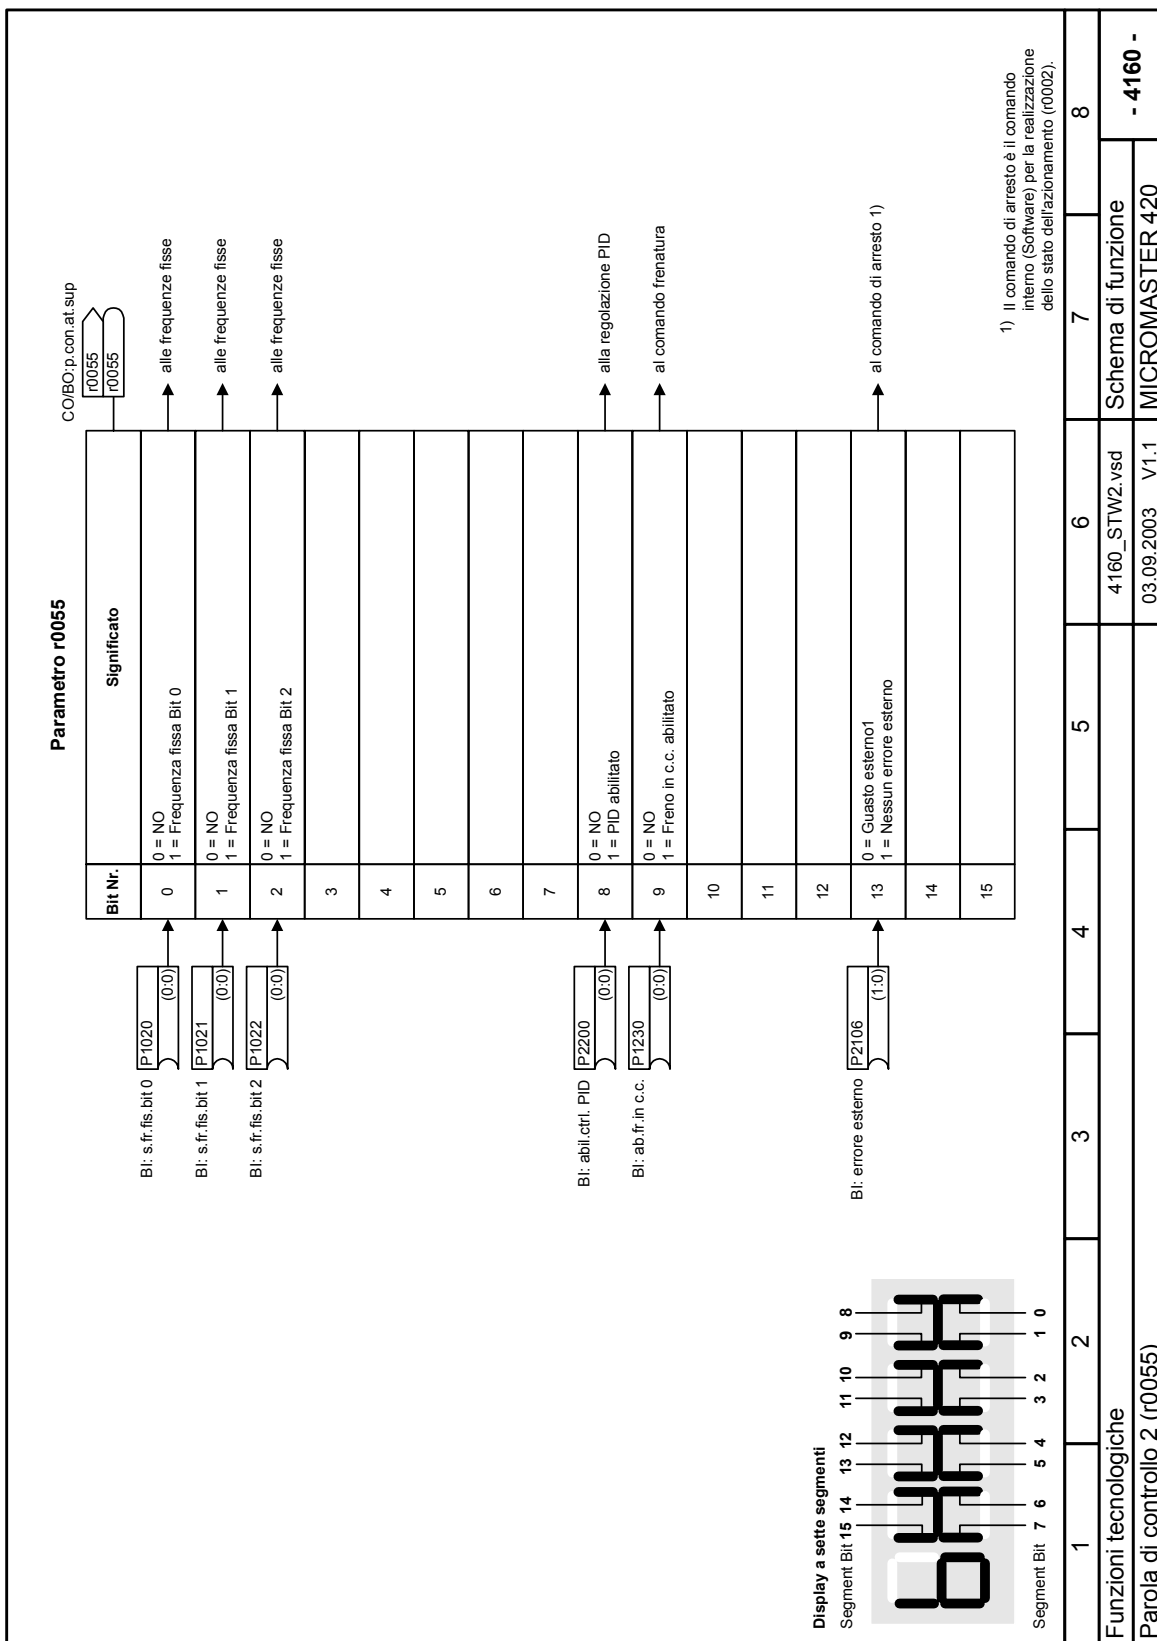 Parametro r0055
CO/BO:p.con.at.sup
r0055
r0055
Bit Nr. Significato
BI: s.fr.fis.bit 0 P1020 (0:0) 0 0 = NO
1 = Frequenza fissa Bit 0 alle frequenze fisse
BI: s.fr.fis.bit 1 P1021 (0:0) 1 0 = NO
1 = Frequenza fissa Bit 1 alle frequenze fisse
BI: s.fr.fis.bit 2 P1022 (0:0) 2 0 = NO
1 = Frequenza fissa Bit 2 alle frequenze fisse
3
4
5
6
7
BI: abil.ctrl. PID P2200 (0:0) 8 0 = NO
1 = PID abilitato alla regolazione PID
BI: ab.fr.in c.c. P1230 (0:0) 9 0 = NO
1 = Freno in c.c. abilitato al comando frenatura
10
11
12
BI: errore esterno P2106 (1:0) 13 0 = Guasto esterno1
1 = Nessun errore esterno al comando di arresto 1)
14
15
Display a sette segmenti
Segment Bit 15 14 13 12 11 10 9 8
Segment Bit 7 6 5 4 3 2 1 0
1) Il comando di arresto è il comando
interno (Software) per la realizzazione
dello stato dell'azionamento (r0002).
1 2 3 4 5 6 7 8
Funzioni tecnologiche 4160_STW2.vsd Schema di funzione - 4160 -
Parola di controllo 2 (r0055) 03.09.2003 V1.1 MICROMASTER 420